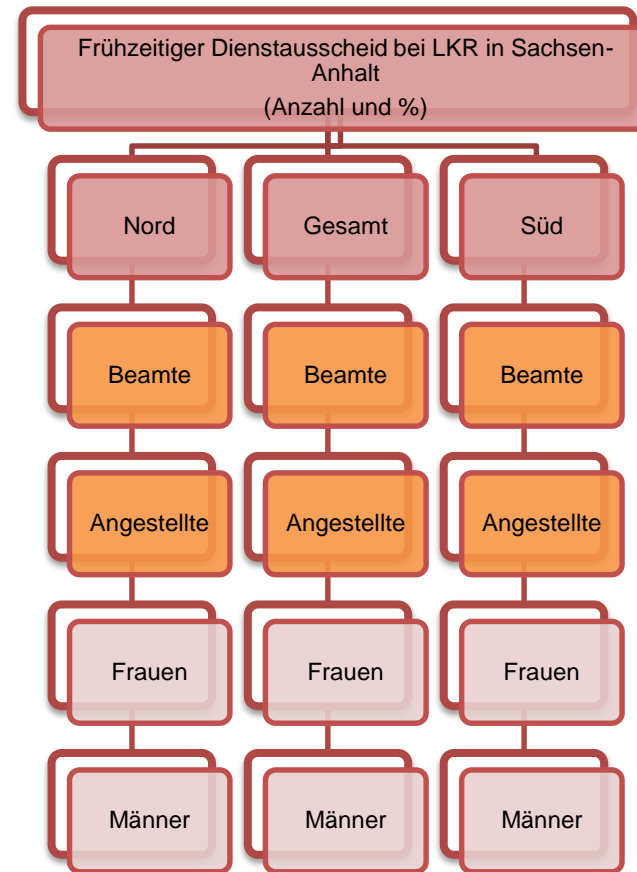 Frühzeitiger Dienstausscheid bei LKR in Sachsen-
Anhalt
(Anzahl und %)
Nord
Gesamt
Süd
Beamte
Beamte
Beamte
Angestellte
Angestellte
Angestellte
Frauen
Frauen
Frauen
Männer
Männer
Männer